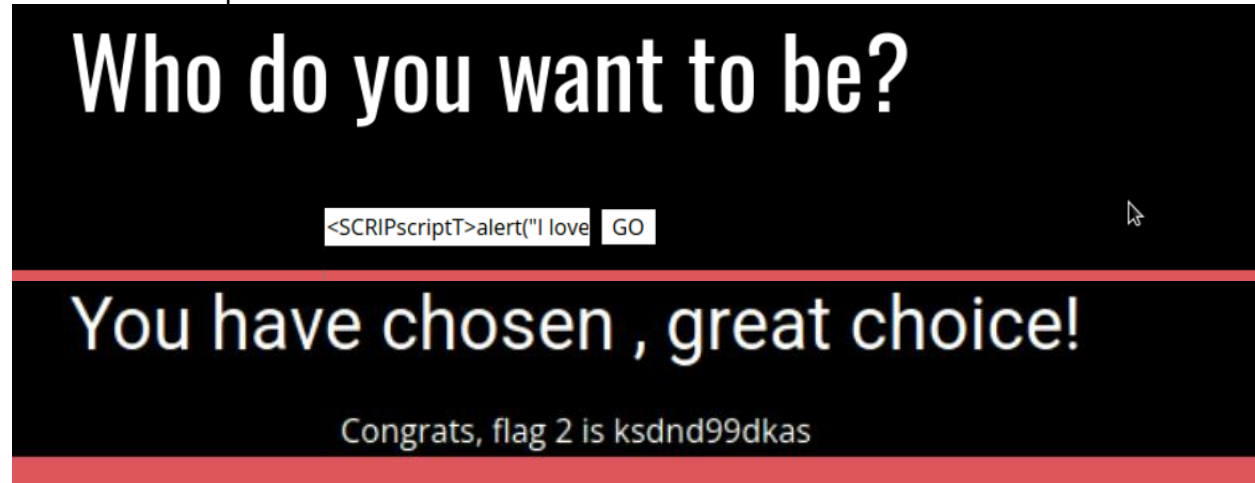 Who do you want to be?
<SCRIPscriptT>alert("I love
GO
You have chosen , great choice!
Congrats, flag 2 is ksdnd99dkas